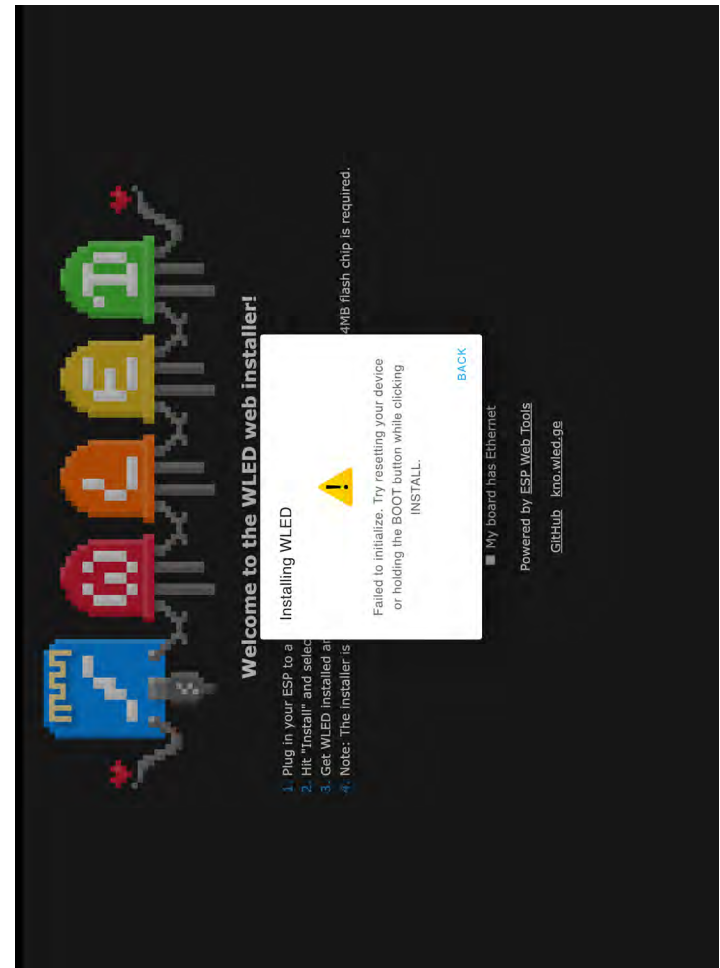 WLED
Welcome to the WLED web installer!
1. Plug in your ESP to a
2. Hit "Install" and selec
3. Get WLED installed
4. Note: The installer is 4MB flash chip is required.
Installing WLED
Failed to initialize. Try resetting your device
or holding the BOOT button while clicking
INSTALL.
BACK
My board has Ethernet
Powered by ESP Web Tools
GitHub kno.wled.ge